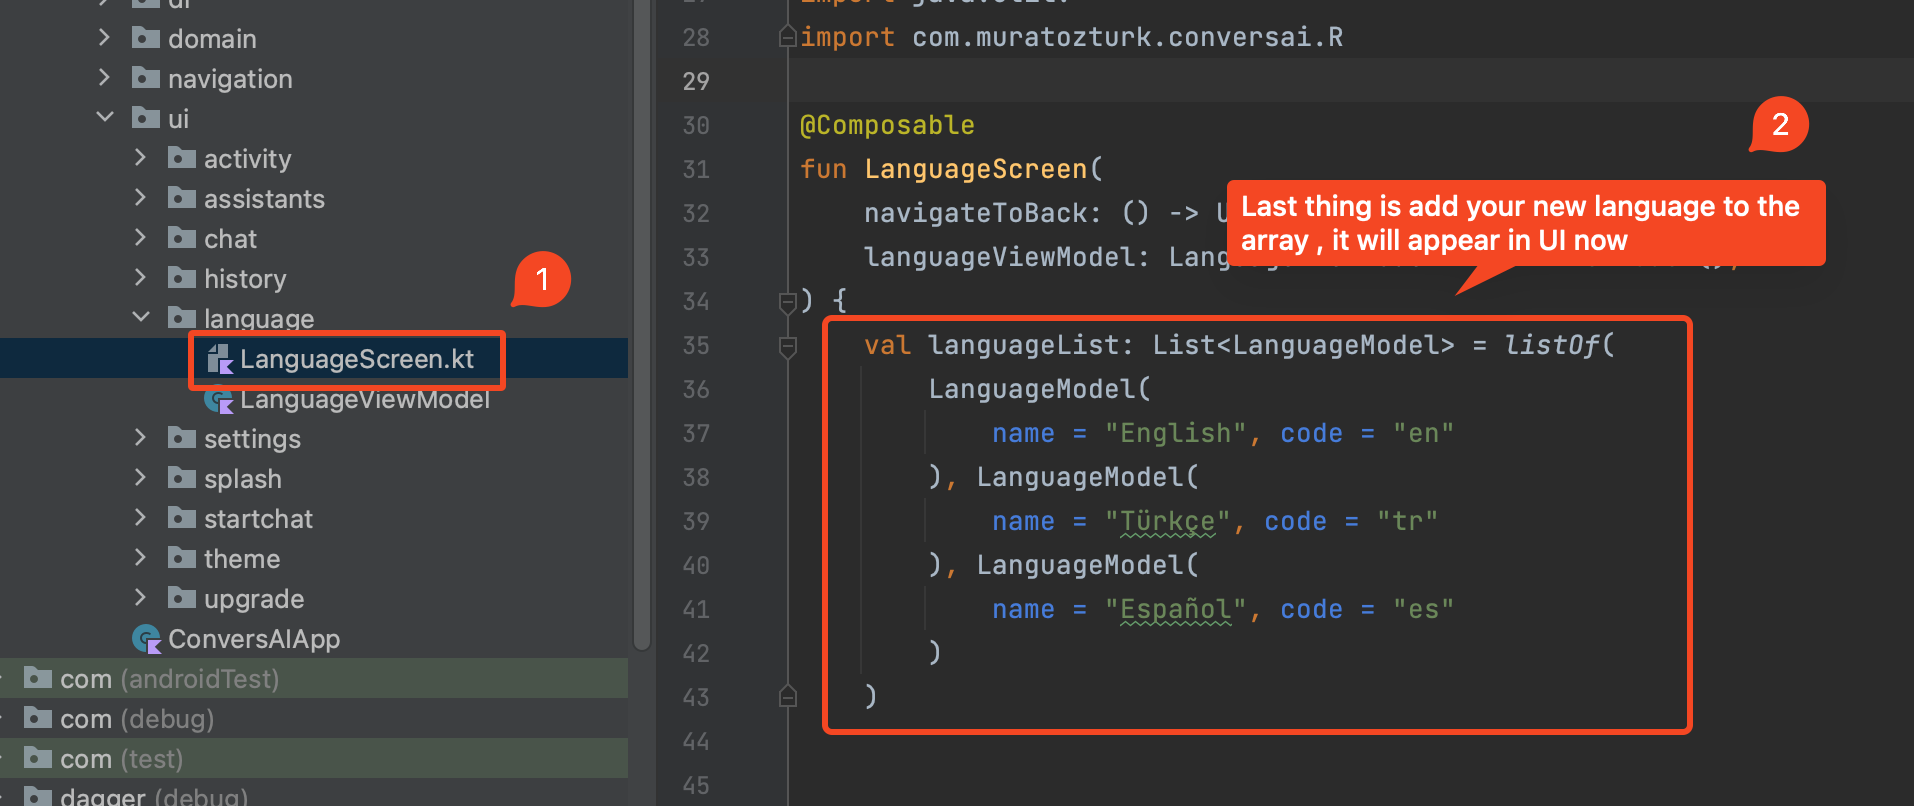 domain
navigation
ui
activity
assistants
chat
history
language
LanguageScreen.kt
LanguageViewModel
settings
splash
startchat
theme
upgrade
ConversAIApp
com (androidTest)
com (debug)
com (test)
dagger (debug)
1
28 import com.muratozturk.conversai.R
29
30 @Composable
31 fun LanguageScreen(
32 navigateToBack: () ->
33 languageViewModel:
34 ) {
35 val languageList: List<LanguageModel> = listOf(
36 LanguageModel(
37 name = "English", code = "en"
38 ), LanguageModel(
39 name = "Türkçe", code = "tr"
40 ), LanguageModel(
41 name = "Español", code = "es"
42 )
43 )
44
45
2
Last thing is add your new language to the
array , it will appear in UI now